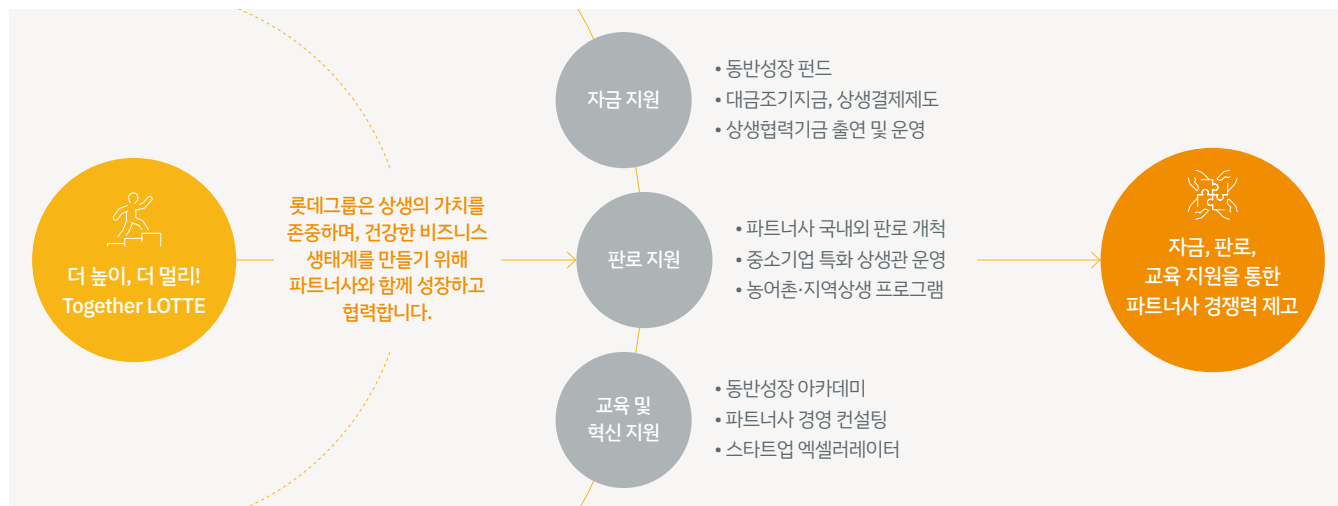 더 높이, 더 멀리!
Together LOTTE
롯데그룹은 상생의 가치를
존중하며, 건강한 비즈니스
생태계를 만들기 위해
파트너사와 함께 성장하고
협력합니다.
자금 지원
• 동반성장 펀드
• 대금조기지금, 상생결제제도
• 상생협력기금 출연 및 운영
판로 지원
• 파트너사 국내외 판로 개척
• 중소기업 특화 상생관 운영
• 농어촌·지역상생 프로그램
교육 및
혁신 지원
• 동반성장 아카데미
• 파트너사 경영 컨설팅
• 스타트업 엑셀러레이터
자금, 판로,
교육 지원을 통한
파트너사 경쟁력 제고